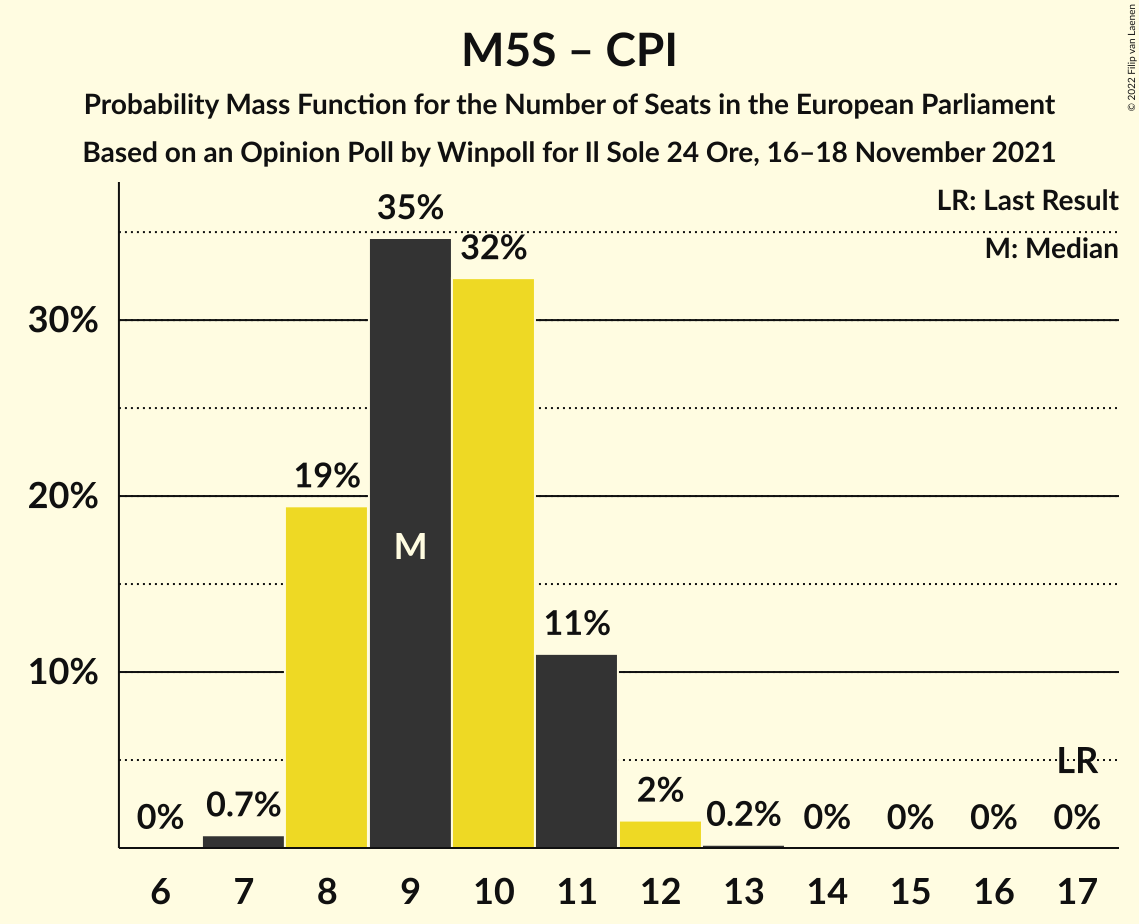 M5S – CPI
Probability Mass Function for the Number of Seats in the European Parliament
Based on an Opinion Poll by Winpoll for Il Sole 24 Ore, 16–18 November 2021
© 2022 Filip van Laenen
LR: Last Result
M: Median
35%
32%
30%
19%
20%
M
11%
10%
LR
0%
0.7%
2%
0.2%
0%
0%
0%
0%
6 7 8 9 10 11 12 13 14 15 16 17